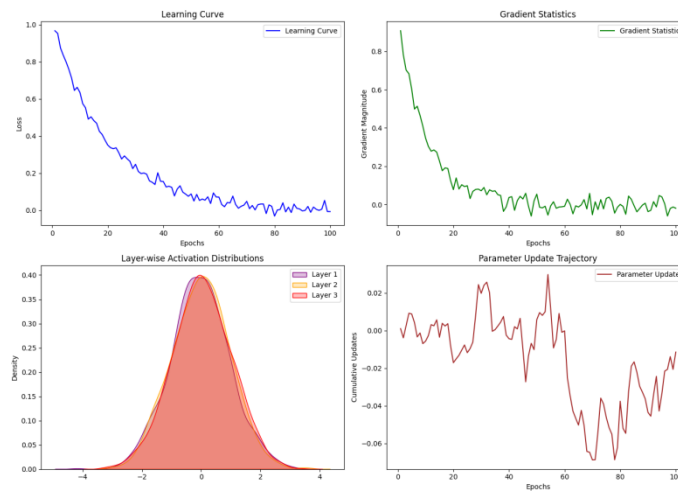 Learning Curve
1.0
0.8
0.6
0.4
0.2
0.0
Loss
Learning Curve
0
20
40
60
80
100
Epochs
Gradient Statistics
0.8
0.6
0.4
0.2
0.0
Gradient Magnitude
Gradient Statistics
0
20
40
60
80
100
Epochs
Layer-wise Activation Distributions
0.40
0.35
0.30
0.25
0.20
0.15
0.10
0.05
0.00
Density
Layer 1
Layer 2
Layer 3
−4
−2
0
2
4
Parameter Update Trajectory
0.02
0.00
−0.02
−0.04
−0.06
Cumulative Updates
Parameter Updates
0
20
40
60
80
100
Epochs